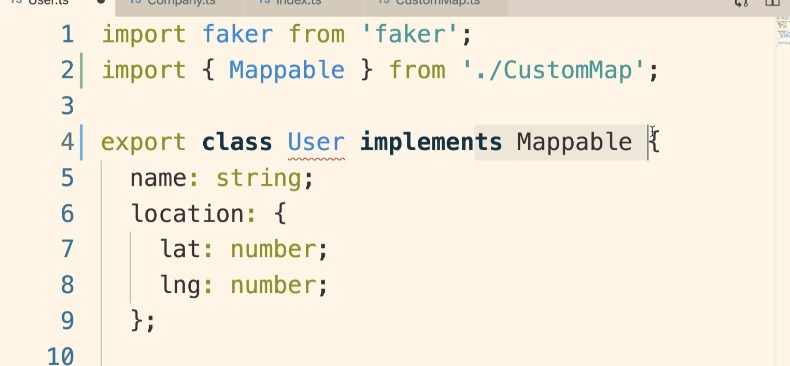 TS User.ts TS Company.ts TS index.ts TS CustomMap.ts
1 import faker from 'faker';
2 import { Mappable } from './CustomMap';
3
4 export class User implements Mappable {
5 name: string;
6 location: {
7 lat: number;
8 lng: number;
9 };
10